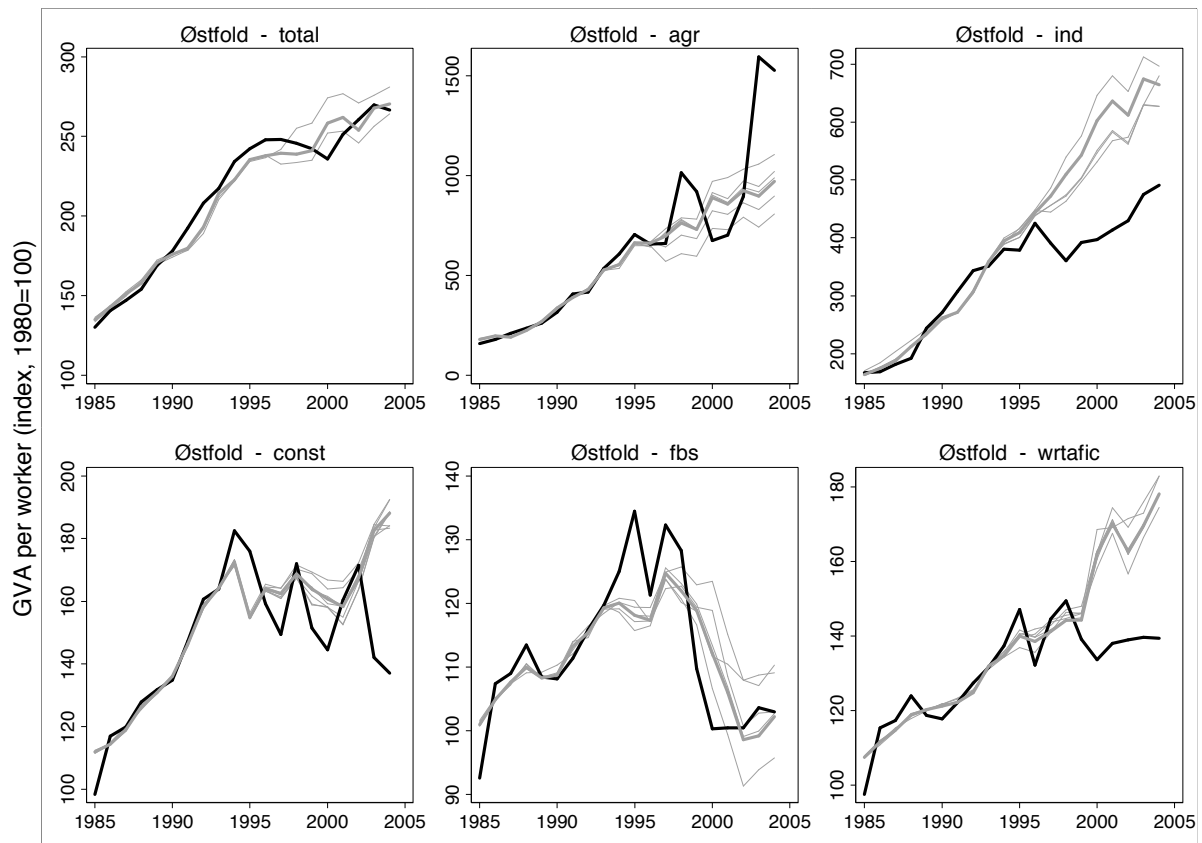 GVA per worker (index, 1980=100)
Østfold - total
300
250
200
150
100
1985 1990 1995 2000 2005
Østfold - agr
1500
1000
500
0
1985 1990 1995 2000 2005
Østfold - ind
700
600
500
400
300
200
1985 1990 1995 2000 2005
Østfold - const
200
180
160
140
120
100
1985 1990 1995 2000 2005
Østfold - fbs
140
130
120
110
100
90
1985 1990 1995 2000 2005
Østfold - wrtafic
180
160
140
120
100
1985 1990 1995 2000 2005